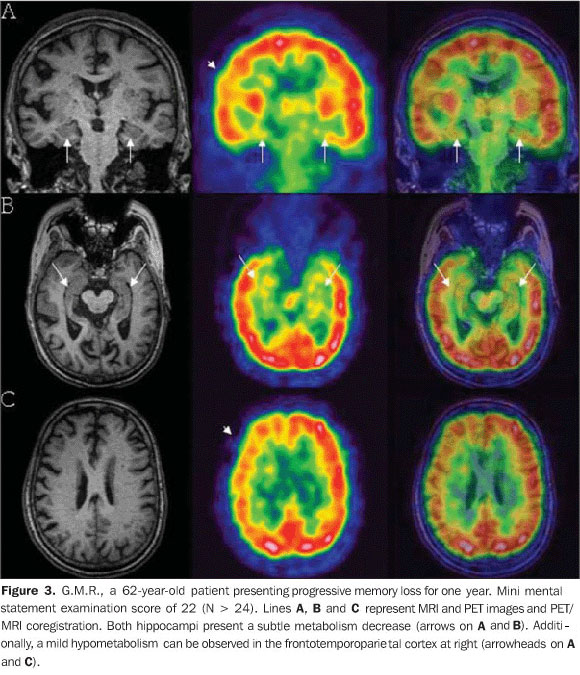 A
B
C
Figure 3. G.M.R., a 62-year-old patient presenting progressive memory loss for one year. Mini mental
statement examination score of 22 (N > 24). Lines A, B and C represent MRI and PET images and PET/
MRI coregistration. Both hippocampi present a subtle metabolism decrease (arrows on A and B). Additi-
onally, a mild hypometabolism can be observed in the frontotemporoparietal cortex at right (arrowheads on A
and C).